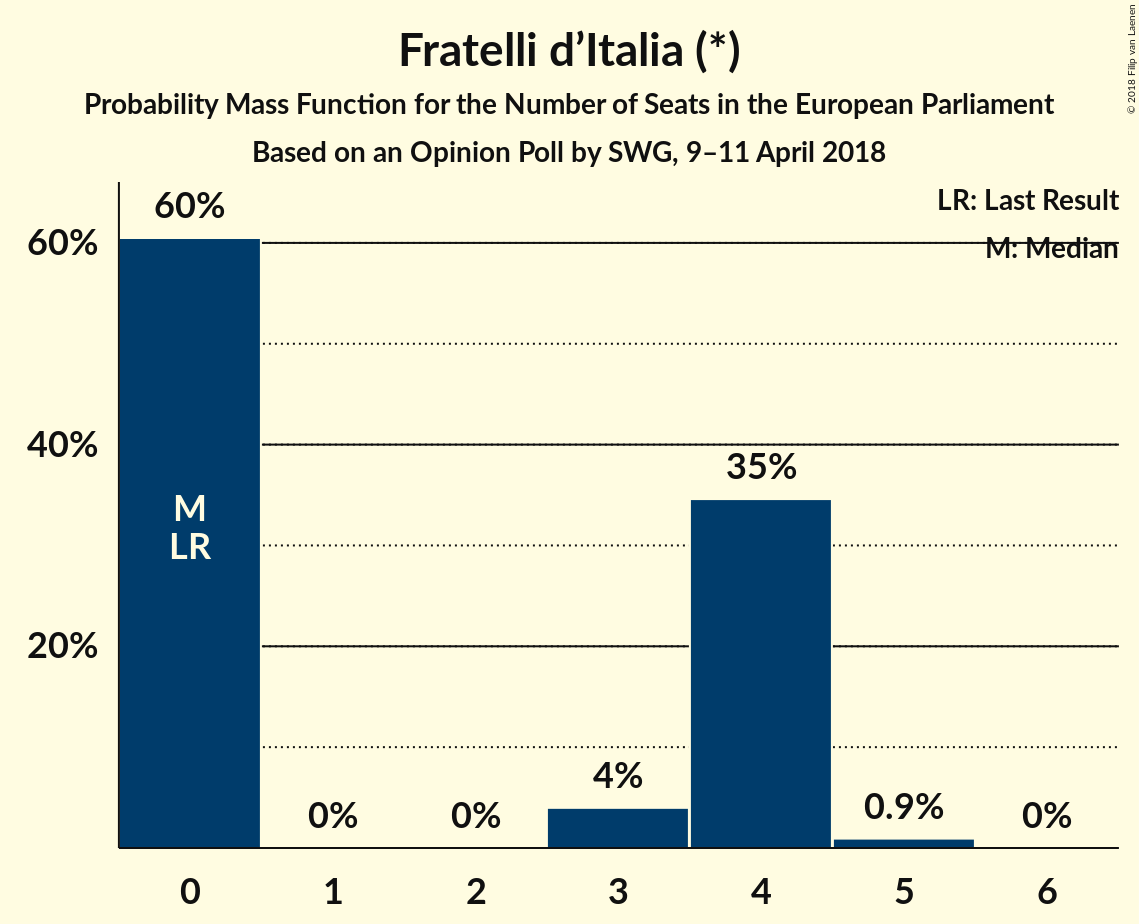 Fratelli d’Italia (*)
Probability Mass Function for the Number of Seats in the European Parliament
Based on an Opinion Poll by SWG, 9–11 April 2018
© 2018 Filip van Laenen
LR: Last Result
M: Median
60%
40%
20%
60%
0%
0%
4%
35%
0.9%
0%
M
LR
0
1
2
3
4
5
6